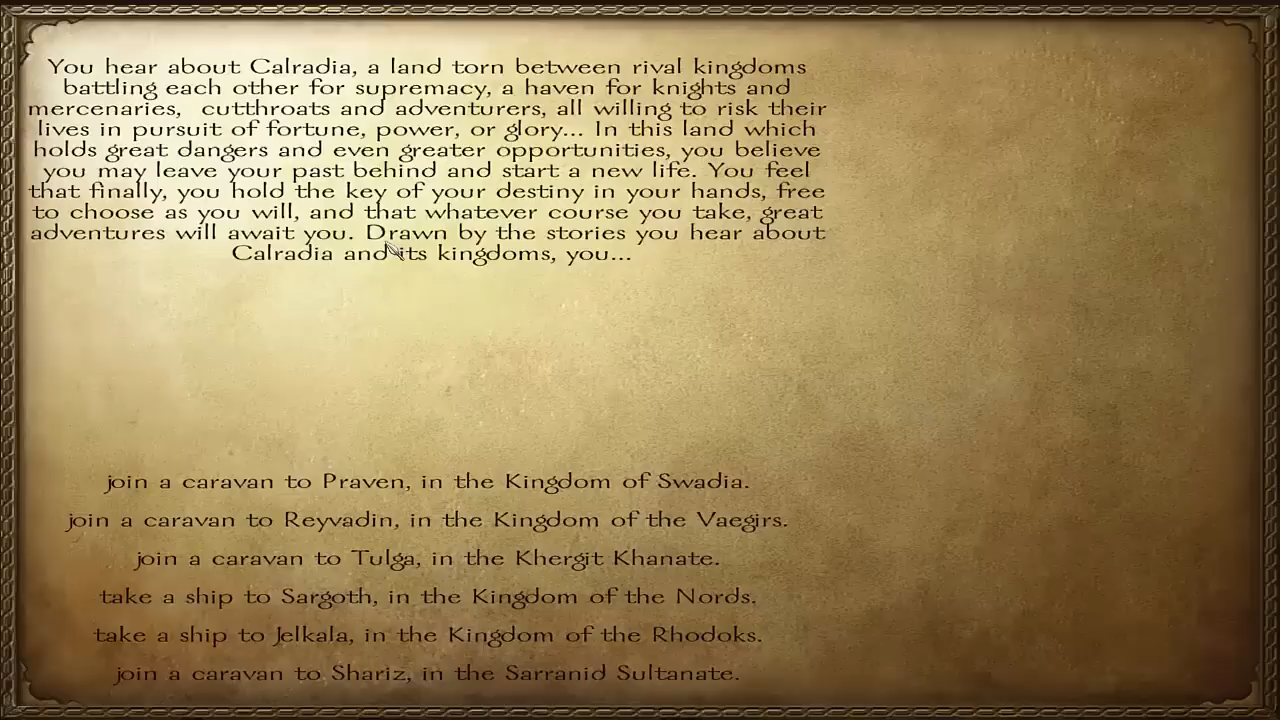 You hear about Calradia, a land torn between rival kingdoms
battling each other for supremacy, a haven for knights and
mercenaries,  cutthroats and adventurers, all willing to risk their
lives in pursuit of fortune, power, or glory... In this land which
holds great dangers and even greater opportunities, you believe
you may leave your past behind and start a new life. You feel
that finally, you hold the key of your destiny in your hands, free
to choose as you will, and that whatever course you take, great
adventures will await you. Drawn by the stories you hear about
Calradia and its kingdoms, you...
join a caravan to Praven, in the Kingdom of Swadia.
join a caravan to Reyvadin, in the Kingdom of the Vaegirs.
join a caravan to Tulga, in the Khergit Khanate.
take a ship to Sargoth, in the Kingdom of the Nords.
take a ship to Jelkala, in the Kingdom of the Rhodoks.
join a caravan to Shariz, in the Sarranid Sultanate.